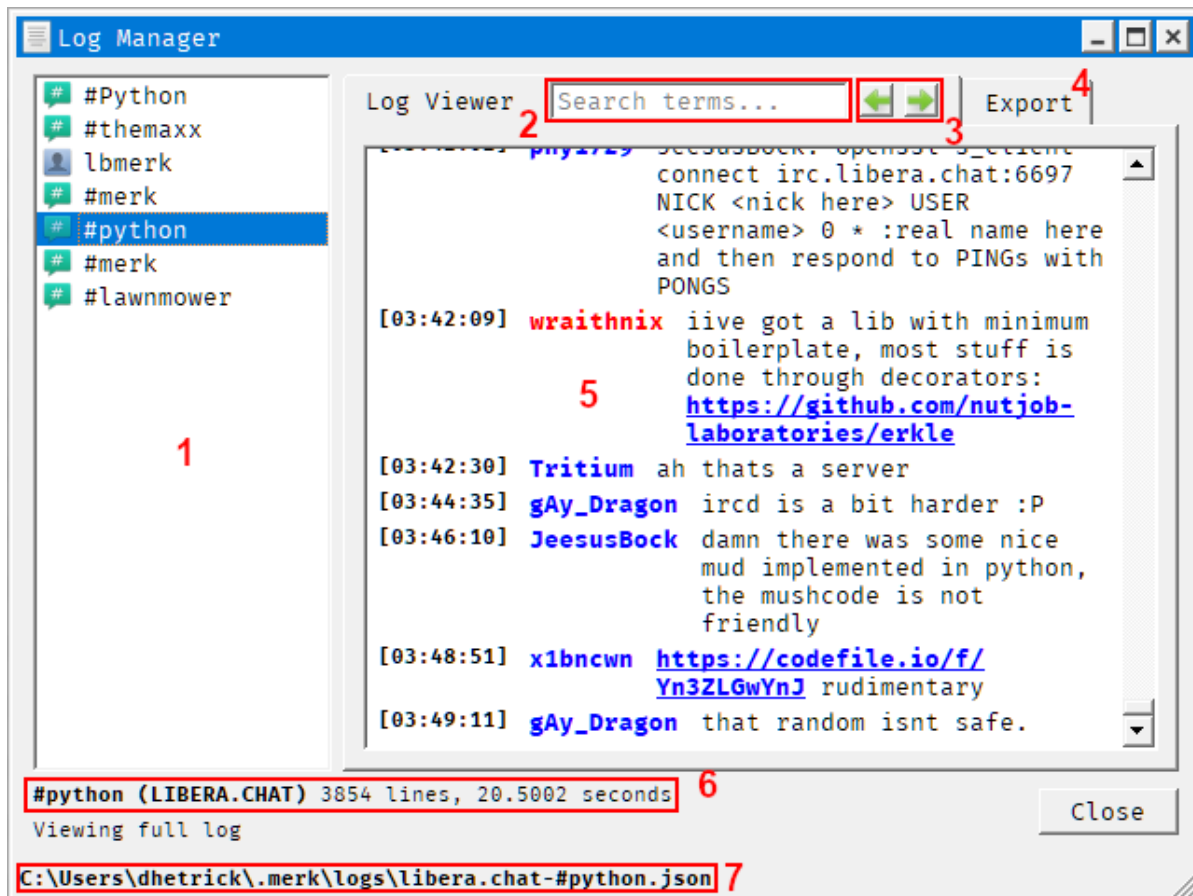 Log Manager
#Python
#themaxx
lbmerk
#merk
#python
#merk
#lawnmower
1
Log Viewer
Search terms...
2
3
Export
4
connect irc.libera.chat:6697
NICK <nick here> USER
<username> 0 * :real name here
and then respond to PINGs with
PONGS
[03:42:09] wraithnix iive got a lib with minimum
boilerplate, most stuff is
done through decorators:
https://github.com/nutjob-
laboratories/erkle
5
[03:42:30] Tritium ah thats a server
[03:44:35] gAy_Dragon ircd is a bit harder :P
[03:46:10] JeesusBock damn there was some nice
mud implemented in python,
the mushcode is not
friendly
[03:48:51] x1bncwn https://codefile.io/f/
Yn3ZLGwYnJ rudimentary
[03:49:11] gAy_Dragon that random isnt safe.
#python (LIBERA.CHAT) 3854 lines, 20.5002 seconds
6
Viewing full log
Close
C:\Users\dhetrick\.merk\logs\libera.chat-#python.json
7